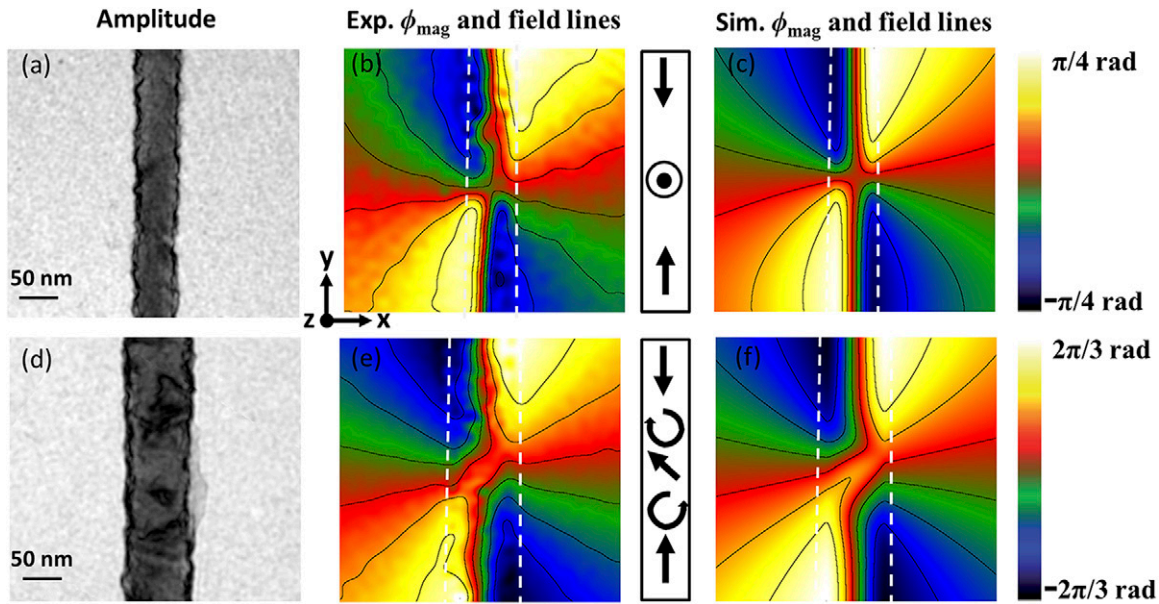 Amplitude
Exp. ϕmag and field lines
Sim. ϕmag and field lines
(a)
50 nm
(b)
y
z
x
(c)
π/4 rad
−π/4 rad
(d)
50 nm
(e)
(f)
2π/3 rad
−2π/3 rad